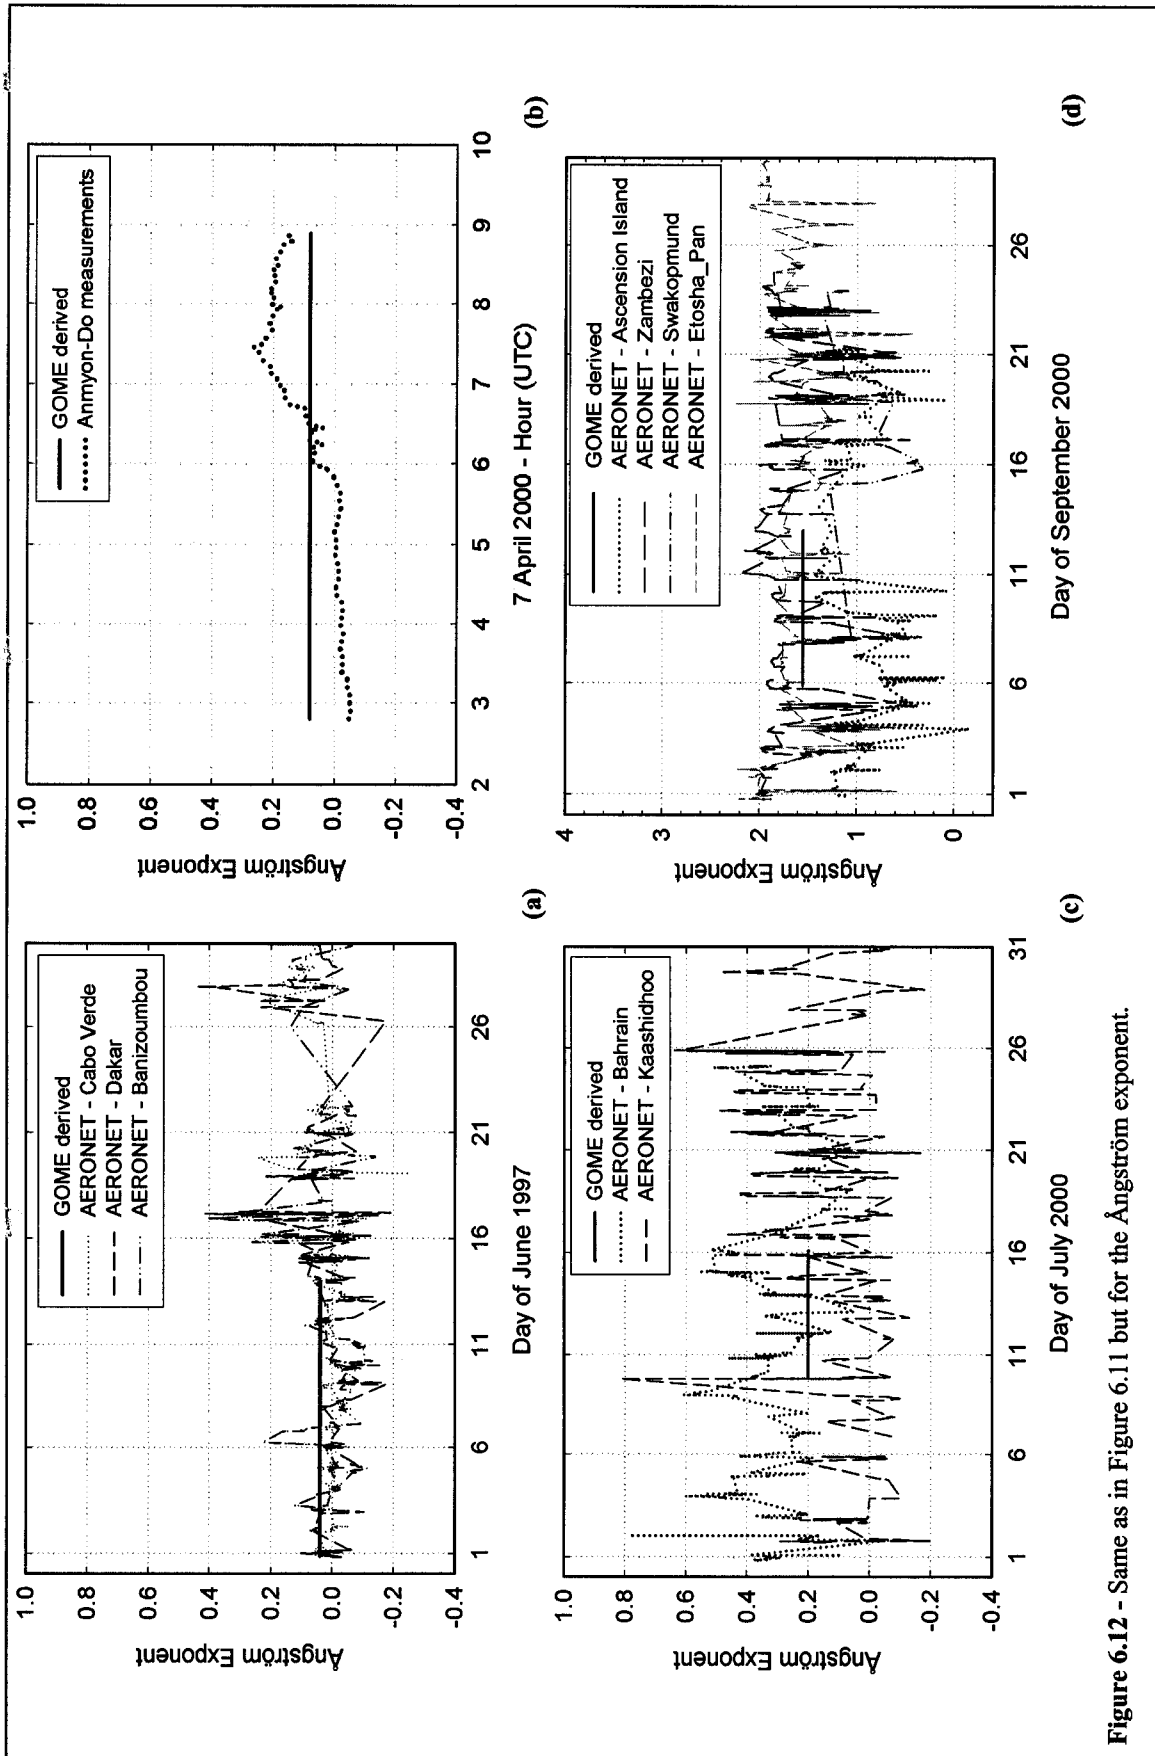 1.0
0.8
0.6
0.4
0.2
0.0
-0.2
-0.4
Ångström Exponent
GOME derived
AERONET - Cabo Verde
AERONET - Dakar
AERONET - Banizoumbou
1 6 11 16 21 26
Day of June 1997
(a)
1.0
0.8
0.6
0.4
0.2
0.0
-0.2
-0.4
Ångström Exponent
GOME derived
Anmyon-Do measurements
2 3 4 5 6 7 8 9 10
7 April 2000 - Hour (UTC)
(b)
1.0
0.8
0.6
0.4
0.2
0.0
-0.2
-0.4
Ångström Exponent
GOME derived
AERONET - Bahrain
AERONET - Kaashidhoo
1 6 11 16 21 26 31
Day of July 2000
(c)
4
3
2
1
0
Ångström Exponent
GOME derived
AERONET - Ascension Island
AERONET - Zambezi
AERONET - Swakopmund
AERONET - Etosha_Pan
1 6 11 16 21 26
Day of September 2000
(d)
Figure 6.12 - Same as in Figure 6.11 but for the Ångström exponent.